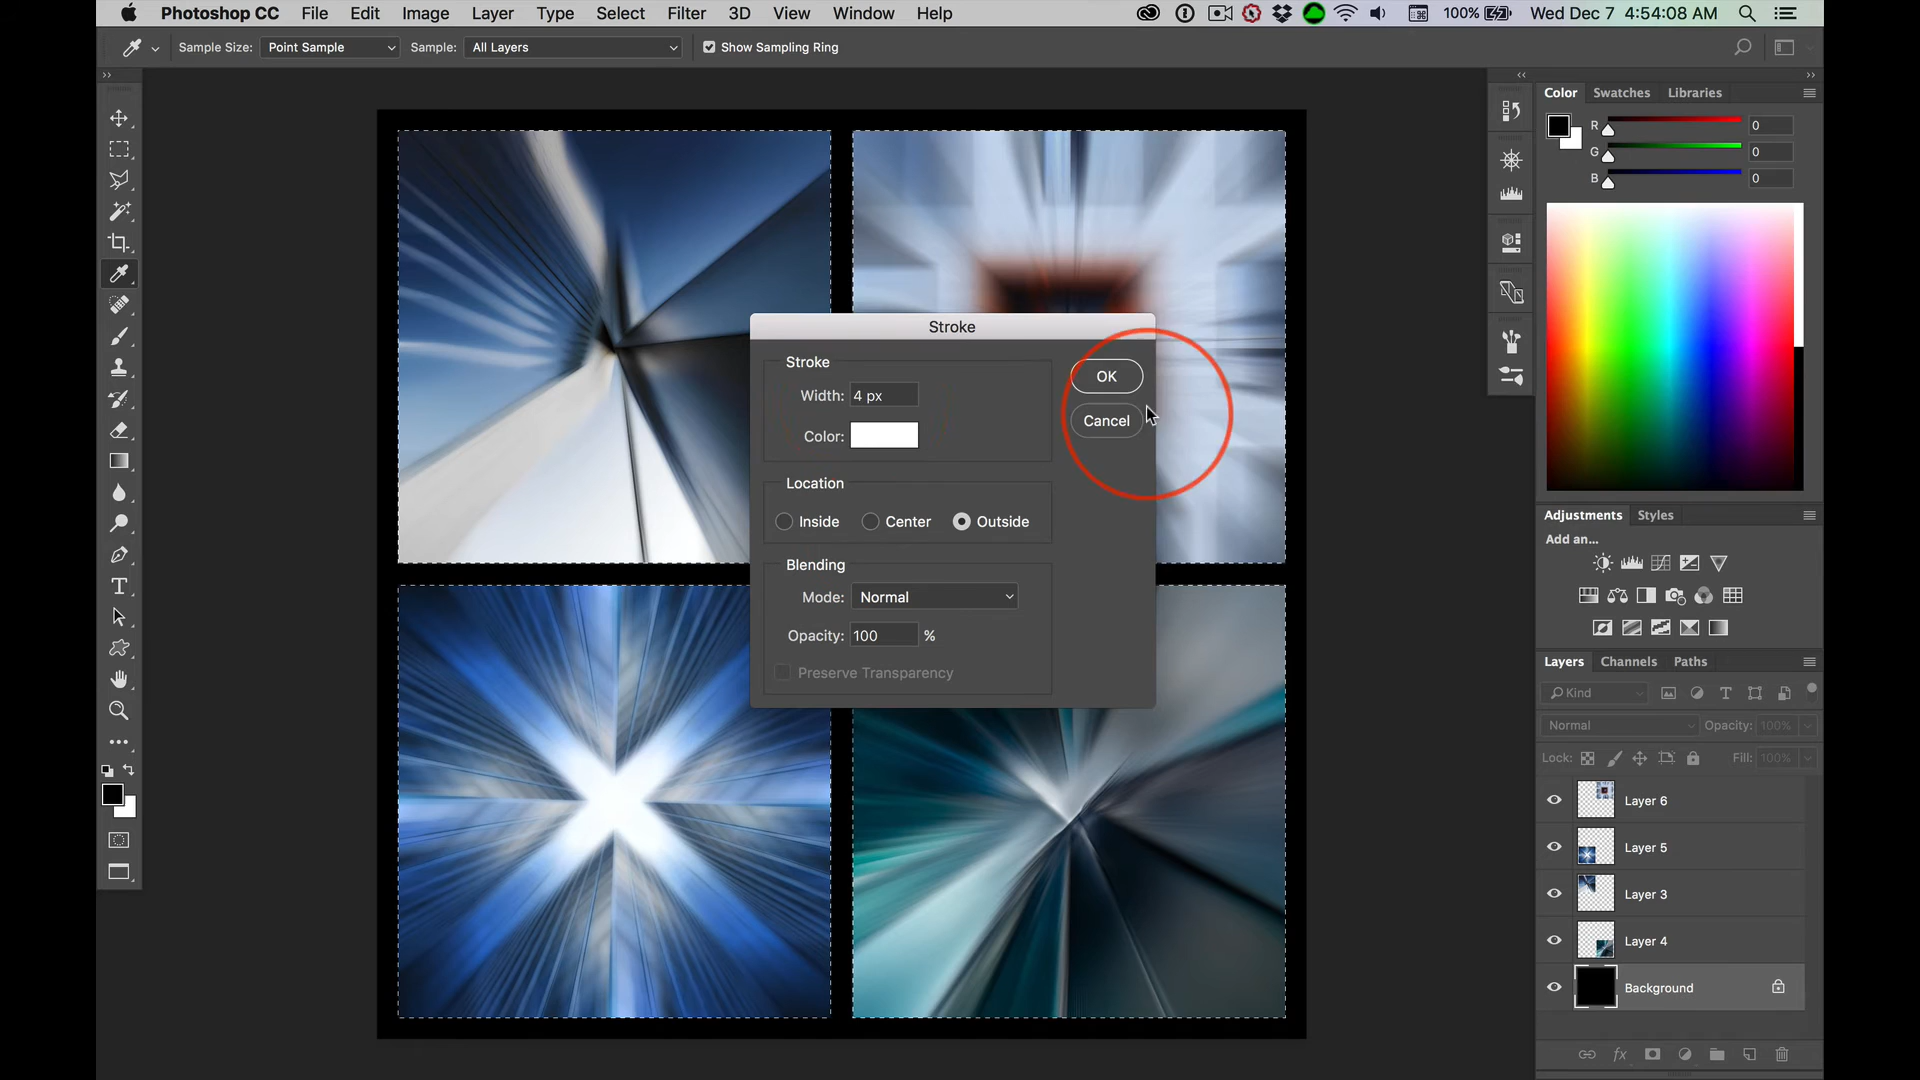 Photoshop CC File Edit Image Layer Type Select Filter 3D View Window Help 100% Wed Dec 7 4:54:08 AM
Sample Size: Point Sample Sample: All Layers Show Sampling Ring
Color Swatches Libraries
R 0
G 0
B 0
Stroke
Stroke
Width: 4 px
Color:
OK
Cancel
Location
Inside Center Outside
Blending
Mode: Normal
Opacity: 100 %
Preserve Transparency
Adjustments Styles
Add an...
Layers Channels Paths
Kind
Normal Opacity: 100%
Lock: Fill: 100%
Layer 6
Layer 5
Layer 3
Layer 4
Background
fx